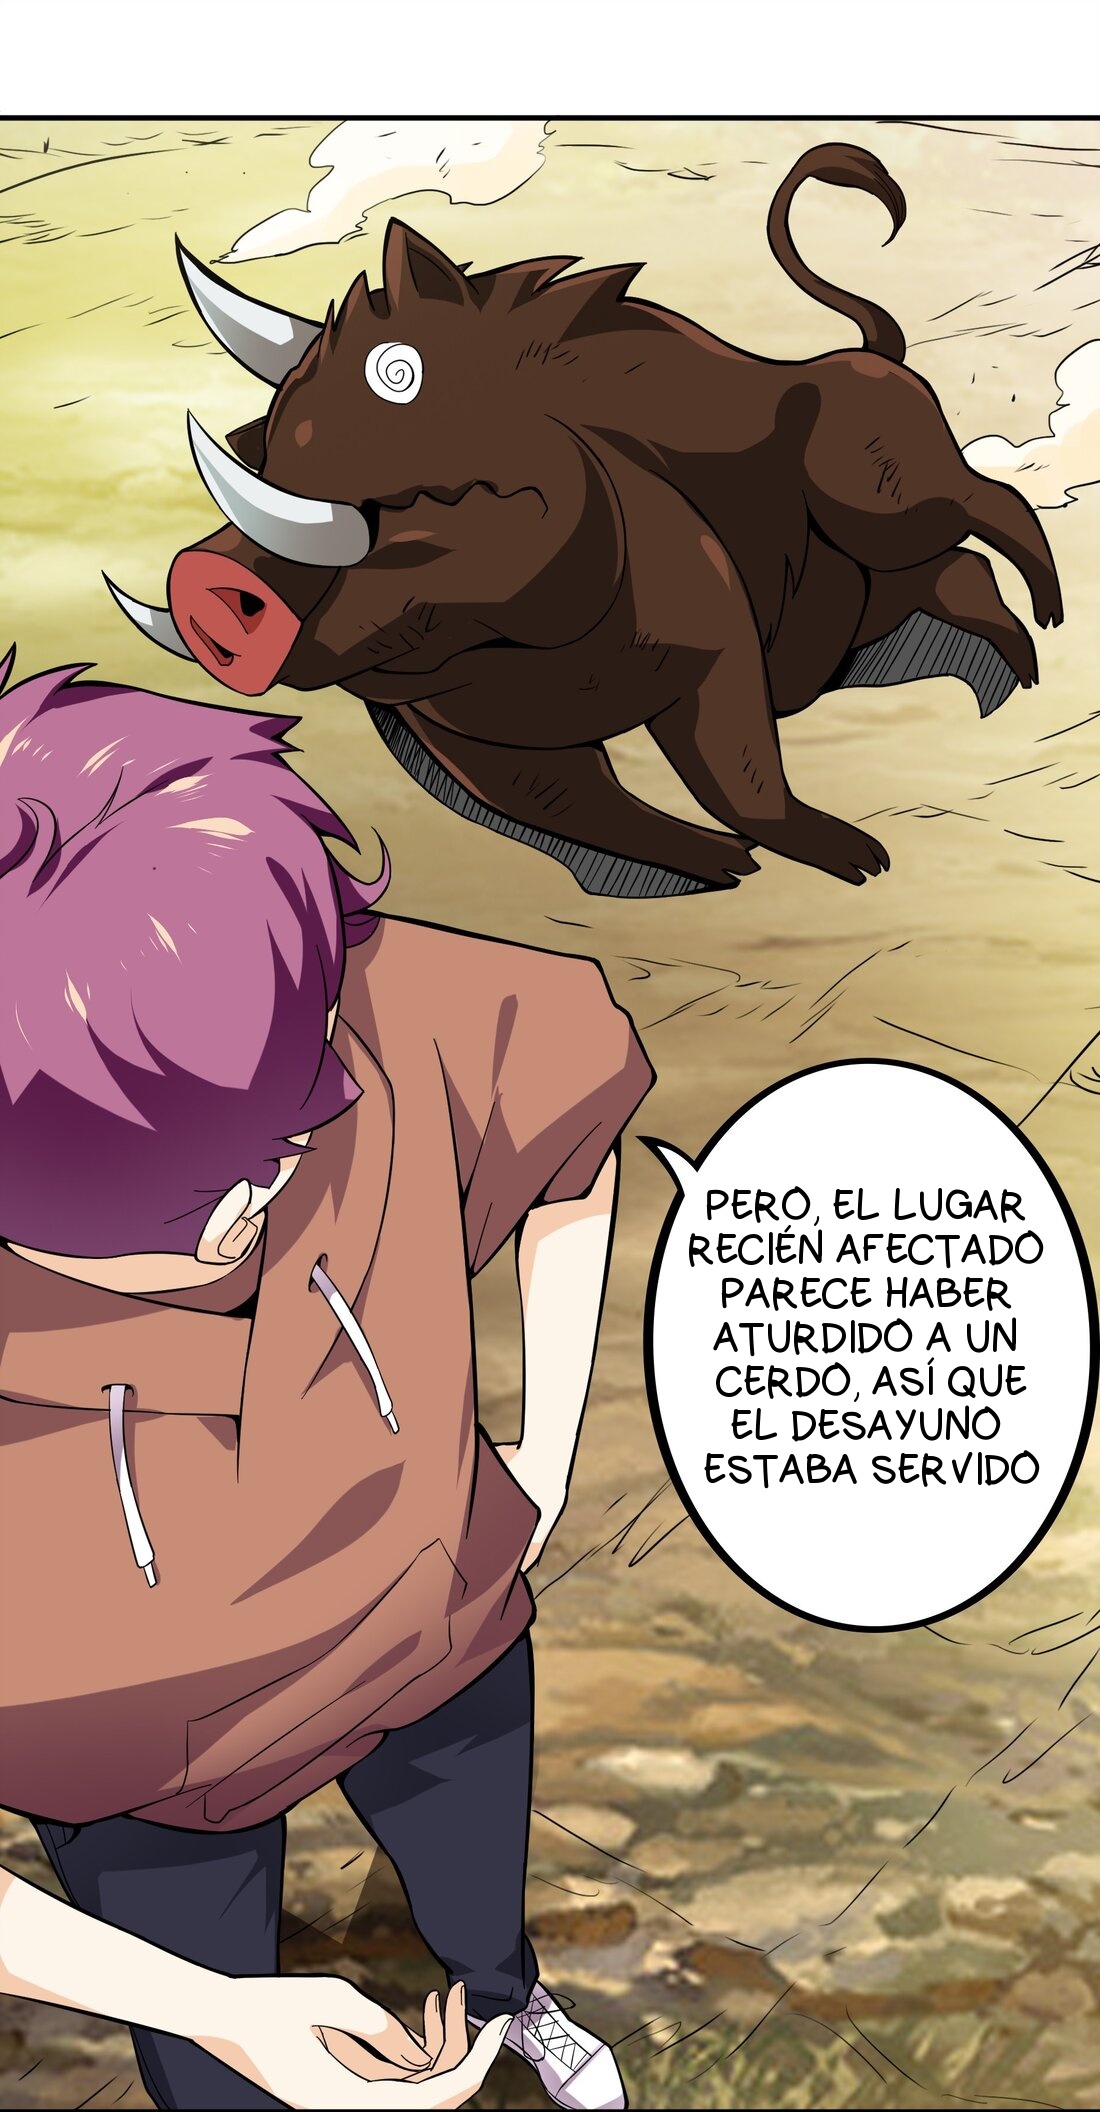 PERO, EL LUGAR
RECIÉN AFECTADO
PARECE HABER
ATURDIDO A UN
CERDO, ASÍ QUE
EL DESAYUNO
ESTABA SERVIDO